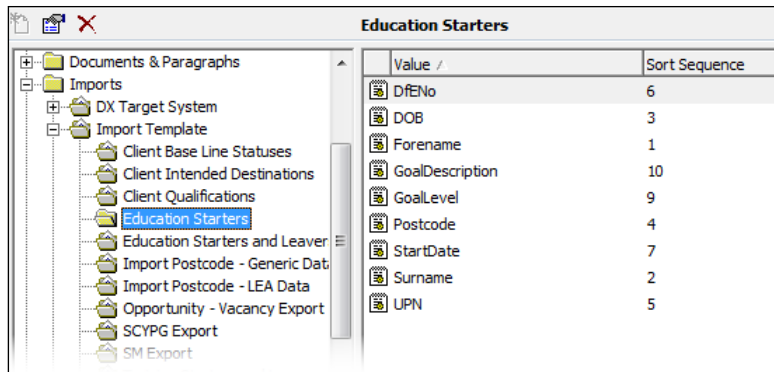 Education Starters
Documents & Paragraphs
Imports
DX Target System
Import Template
Client Base Line Statuses
Client Intended Destinations
Client Qualifications
Education Starters
Education Starters and Leaver
Import Postcode - Generic Dat
Import Postcode - LEA Data
Opportunity - Vacancy Export
SCYPG Export
SM Export
Value / Sort Sequence
DfENo 6
DOB 3
Forename 1
GoalDescription 10
GoalLevel 9
Postcode 4
StartDate 7
Surname 2
UPN 5